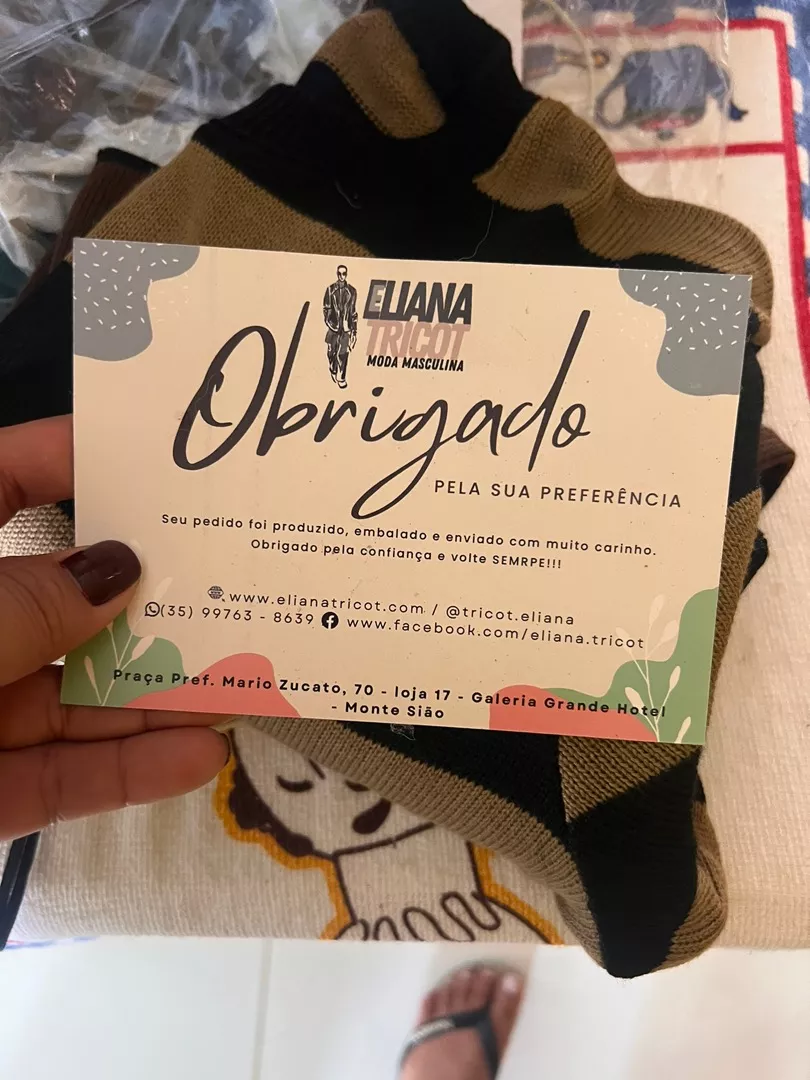 ELIANA
TRICOT
MODA MASCULINA
Obrigado
PELA SUA PREFERÊNCIA
Seu pedido foi produzido, embalado e enviado com muito carinho.
Obrigado pela confiança e volte SEMRPE!!!
www.elianatricot.com / @tricot.eliana
(35) 99763 - 8639 www.facebook.com/eliana.tricot
Praça Pref. Mario Zucato, 70 - loja 17 - Galeria Grande Hotel
- Monte Sião